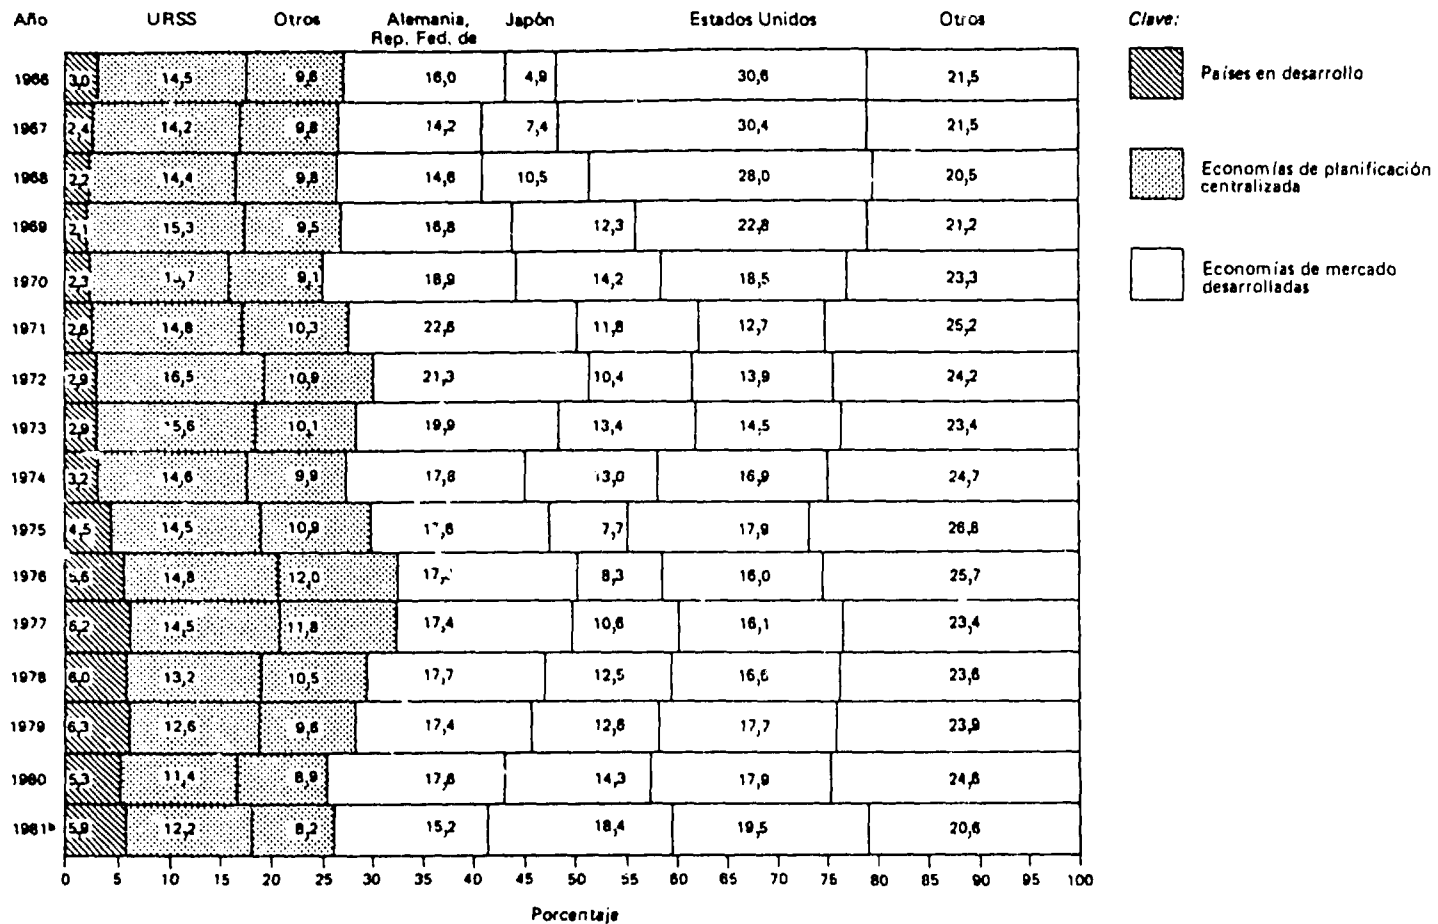 Año URSS Otros Alemania, Japón Estados Unidos Otros Clave:
Rep. Fed. de
1966 3,0 14,5 9,6 16,0 4,9 30,6 21,5
Países en desarrollo
1967 2,4 14,2 9,8 14,2 7,4 30,4 21,5
1968 2,2 14,4 9,8 14,6 10,5 28,0 20,5
Economías de planificación
centralizada
1969 2,1 15,3 9,5 16,8 12,3 22,8 21,2
1970 2,3 9,1 18,9 14,2 18,5 23,3
Economías de mercado
desarrolladas
1971 2,6 14,8 10,3 22,6 11,8 12,7 25,2
1972 2,9 16,5 10,9 21,3 10,4 13,9 24,2
1973 2,9 15,6 10,1 19,9 13,4 14,5 23,4
1974 3,2 14,6 9,9 17,8 13,0 16,9 24,7
1975 4,5 14,5 10,9 7,7 17,9 26,8
1976 5,6 14,8 12,0 8,3 16,0 25,7
1977 6,2 14,5 11,8 17,4 10,6 16,1 23,4
1978 6,0 13,2 10,5 17,7 12,5 16,6 23,6
1979 6,3 12,6 9,6 17,4 12,6 17,7 23,9
1980 5,3 11,4 8,9 17,6 14,3 17,9 24,6
1981b 5,9 12,2 8,2 15,2 18,4 19,5 20,6
0 5 10 15 20 25 30 35 40 45 50 55 60 65 70 75 80 85 90 95 100
Porcentaje